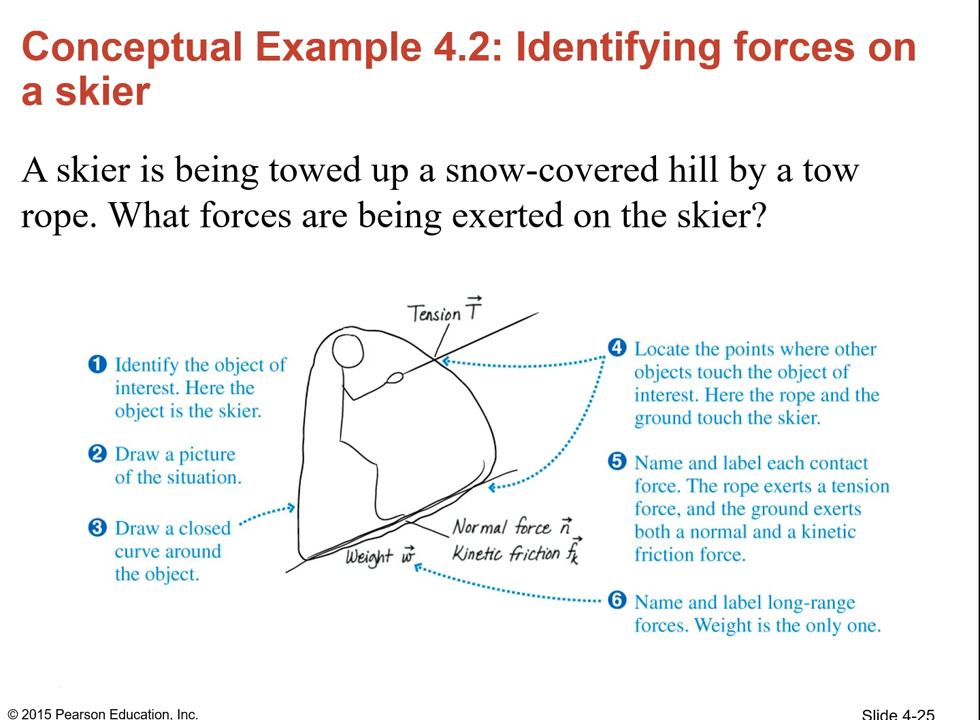 Conceptual Example 4.2: Identifying forces on
a skier
A skier is being towed up a snow-covered hill by a tow
rope. What forces are being exerted on the skier?
Tension T⃗
1 Identify the object of
interest. Here the
object is the skier.
2 Draw a picture
of the situation.
3 Draw a closed
curve around
the object.
4 Locate the points where other
objects touch the object of
interest. Here the rope and the
ground touch the skier.
5 Name and label each contact
force. The rope exerts a tension
force, and the ground exerts
both a normal and a kinetic
friction force.
Normal force n⃗
Kinetic friction f⃗k
Weight w⃗
6 Name and label long-range
forces. Weight is the only one.
© 2015 Pearson Education, Inc.
Slide 4-25